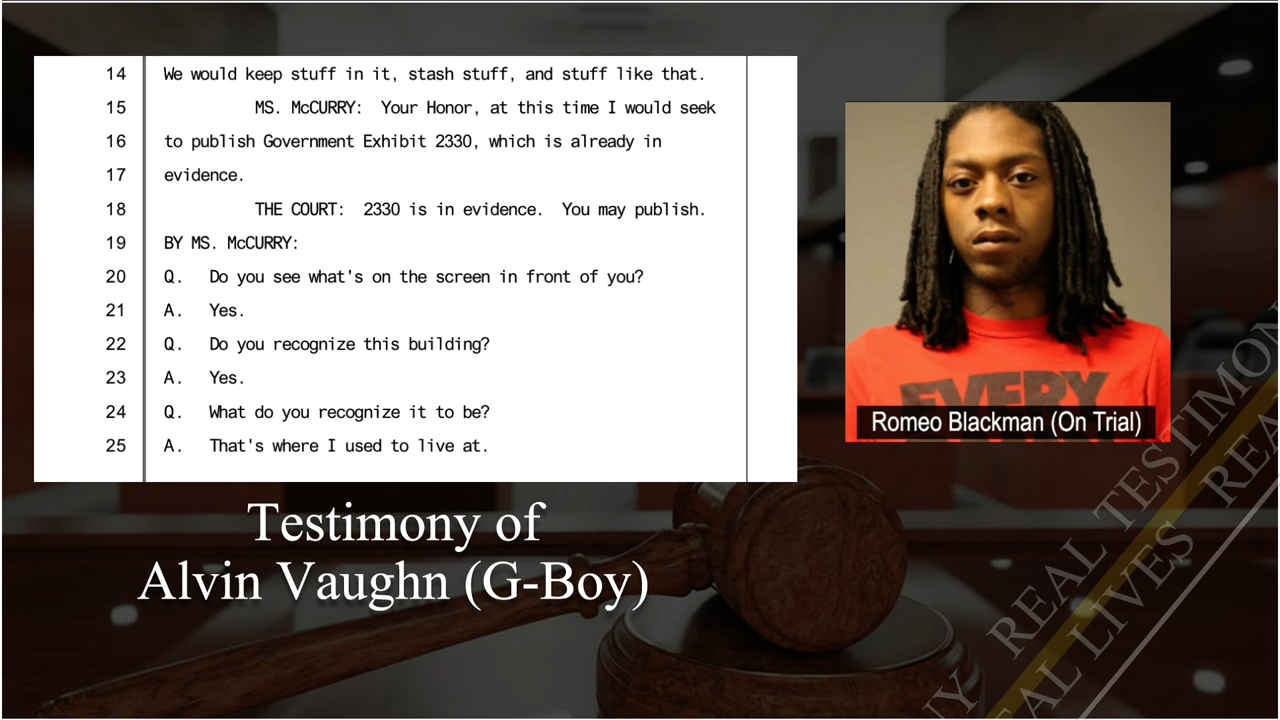 14 We would keep stuff in it, stash stuff, and stuff like that.
15 MS. McCURRY: Your Honor, at this time I would seek
16 to publish Government Exhibit 2330, which is already in
17 evidence.
18 THE COURT: 2330 is in evidence. You may publish.
19 BY MS. McCURRY:
20 Q. Do you see what's on the screen in front of you?
21 A. Yes.
22 Q. Do you recognize this building?
23 A. Yes.
24 Q. What do you recognize it to be?
25 A. That's where I used to live at.
EVERY
Romeo Blackman (On Trial)
Testimony of
Alvin Vaughn (G-Boy)
REAL TESTIMON
REAL LIVES REA